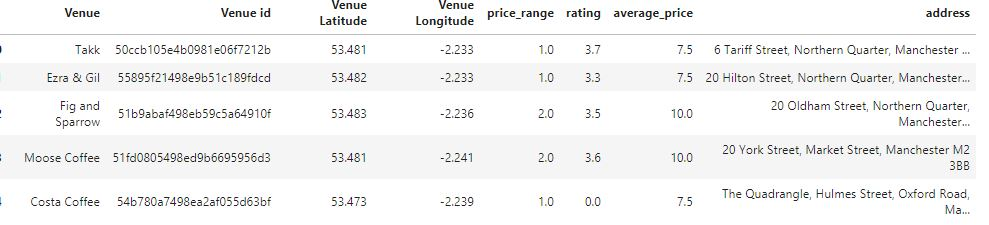 Venue Venue id Venue Latitude Venue Longitude price_range rating average_price address
Takk 50ccb105e4b0981e06f7212b 53.481 -2.233 1.0 3.7 7.5 6 Tariff Street, Northern Quarter, Manchester ...
Ezra & Gil 55895f21498e9b51c189fdcd 53.482 -2.233 1.0 3.3 7.5 20 Hilton Street, Northern Quarter, Manchester...
Fig and Sparrow 51b9abaf498eb59c5a64910f 53.483 -2.236 2.0 3.5 10.0 20 Oldham Street, Northern Quarter, Manchester...
Moose Coffee 51fd0805498ed9b6695956d3 53.481 -2.241 2.0 3.6 10.0 20 York Street, Market Street, Manchester M2 3BB
Costa Coffee 54b780a7498ea2af055d63bf 53.473 -2.239 1.0 0.0 7.5 The Quadrangle, Hulmes Street, Oxford Road, Ma...